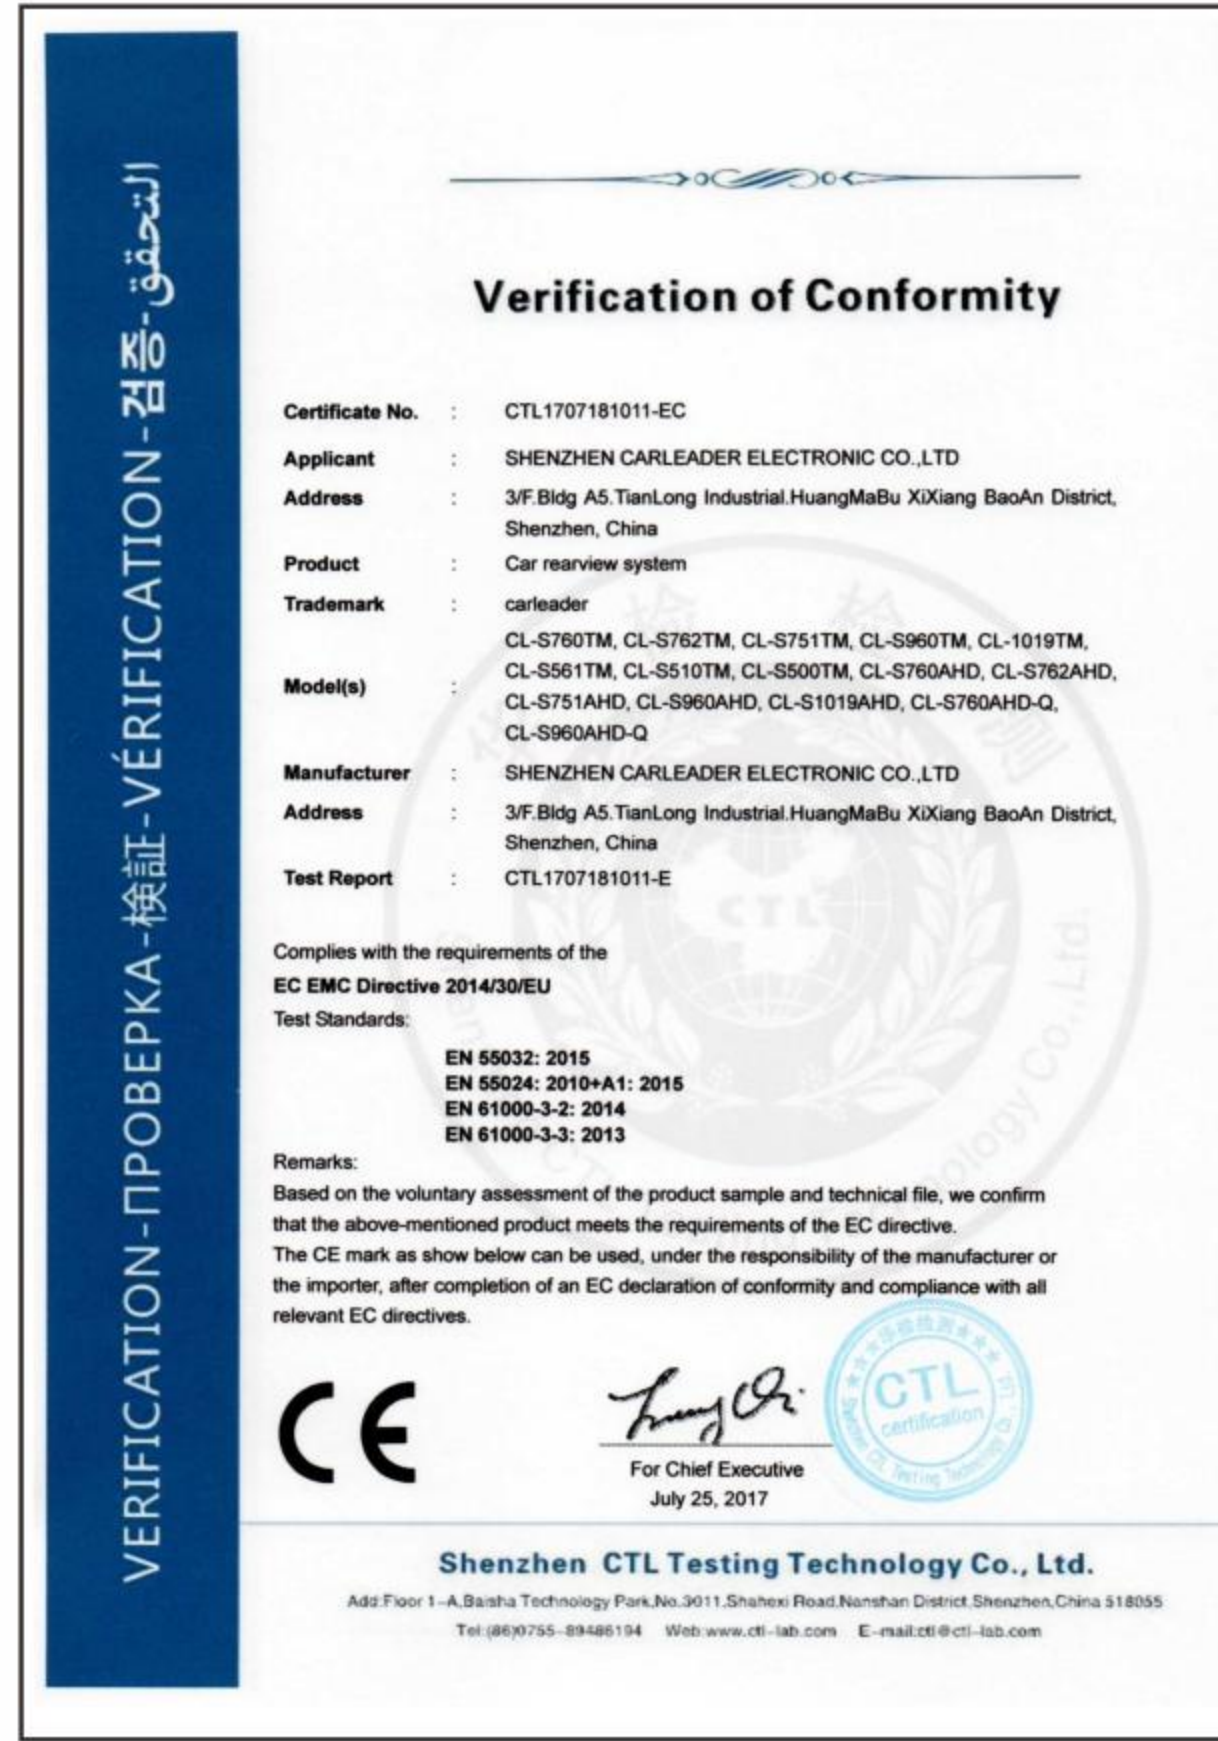 VERIFICATION-ПРОВЕРКА-検証-VÉRIFICATION-검증-التحقق
Verification of Conformity
Certificate No. : CTL1707181011-EC
Applicant : SHENZHEN CARLEADER ELECTRONIC CO.,LTD
Address : 3/F.Bldg A5.TianLong Industrial.HuangMaBu XiXiang BaoAn District,
Shenzhen, China
Product : Car rearview system
Trademark : carleader
CL-S760TM, CL-S762TM, CL-S751TM, CL-S960TM, CL-1019TM,
CL-S561TM, CL-S510TM, CL-S500TM, CL-S760AHD, CL-S762AHD,
Model(s) :
CL-S751AHD, CL-S960AHD, CL-S1019AHD, CL-S760AHD-Q,
CL-S960AHD-Q
Manufacturer : SHENZHEN CARLEADER ELECTRONIC CO.,LTD
Address : 3/F.Bldg A5.TianLong Industrial.HuangMaBu XiXiang BaoAn District,
Shenzhen, China
Test Report : CTL1707181011-E
CTL
Complies with the requirements of the
EC EMC Directive 2014/30/EU
Test Standards:
EN 55032: 2015
EN 55024: 2010+A1: 2015
EN 61000-3-2: 2014
EN 61000-3-3: 2013
Remarks:
Based on the voluntary assessment of the product sample and technical file, we confirm
that the above-mentioned product meets the requirements of the EC directive.
The CE mark as show below can be used, under the responsibility of the manufacturer or
the importer, after completion of an EC declaration of conformity and compliance with all
relevant EC directives.
CE
CTL
certification
Shenzhen CTL Testing Technology Co., Ltd.
For Chief Executive
July 25, 2017
Shenzhen CTL Testing Technology Co., Ltd.
Add:Floor 1-A,Baisha Technology Park,No.3011,Shahexi Road,Nanshan District,Shenzhen,China 518055
Tel:(86)0755-89486194 Web:www.ctl-lab.com E-mail:ctl@ctl-lab.com